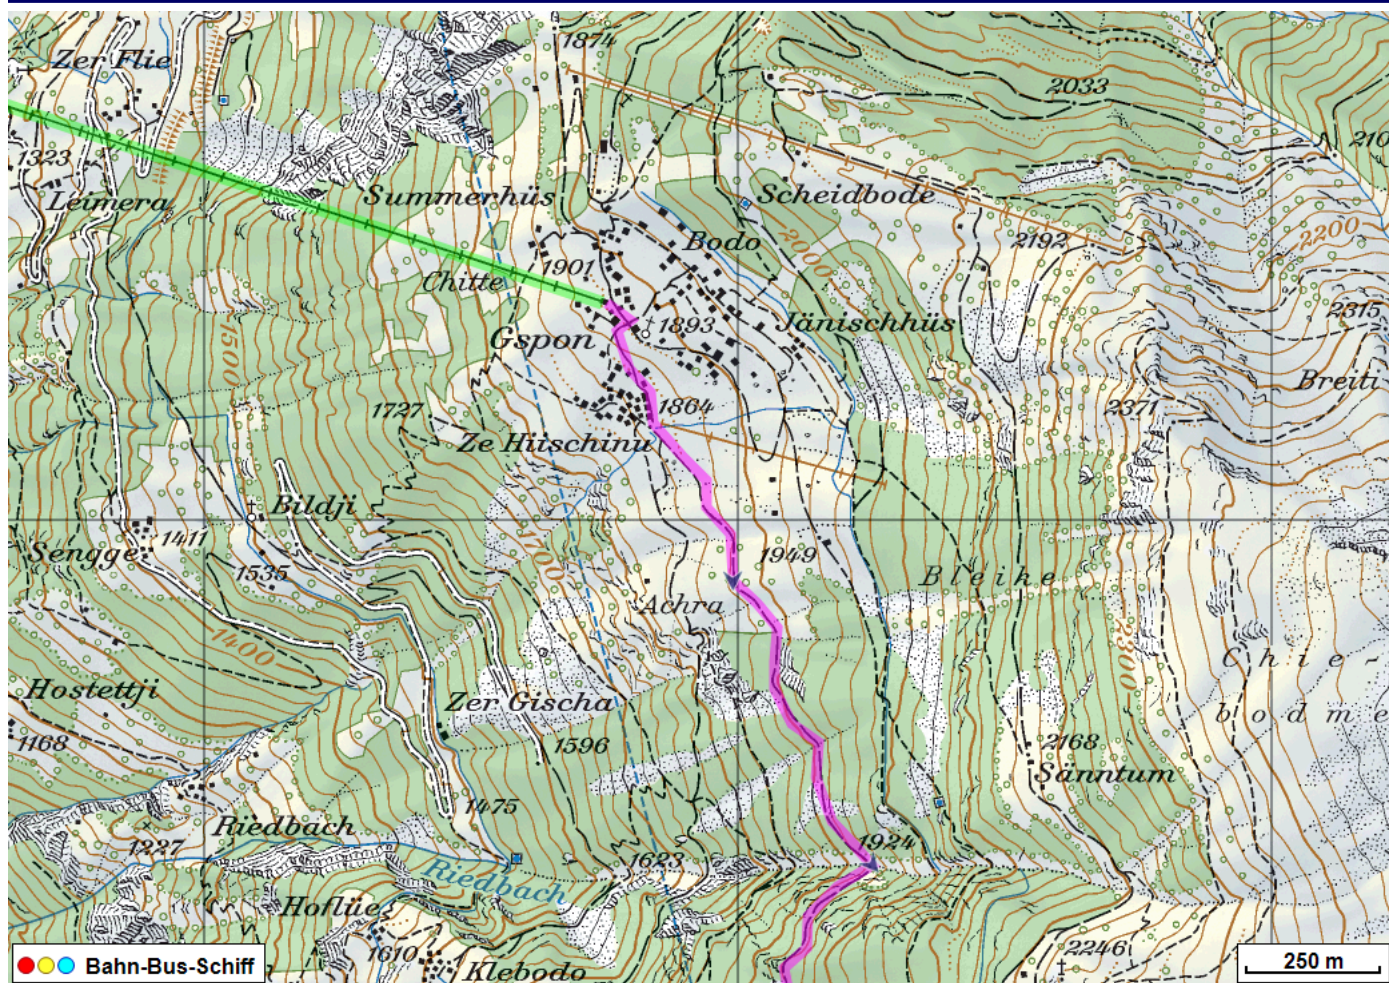 1874
Zer Flie
2033
210
1323
Leimera
Summerhüs
Scheidbode
2000
2192
2200
Bodo
1901
Chitte
1500
Gspon
1893
Jänischhüs
2315
Breiti
1727
1864
2371
Ze Hüschinu
Bildji
Sengge
1411
1535
1700
1949
Bleike
Achra
1400
2300
Chie-
bodme
Hostettji
Zer Gischa
1168
1596
2168
Sänntum
1475
Riedbach
1227
1924
1623
Riedbach
Hoflüe
1610
Klebodo
2246
Bahn-Bus-Schiff
250 m